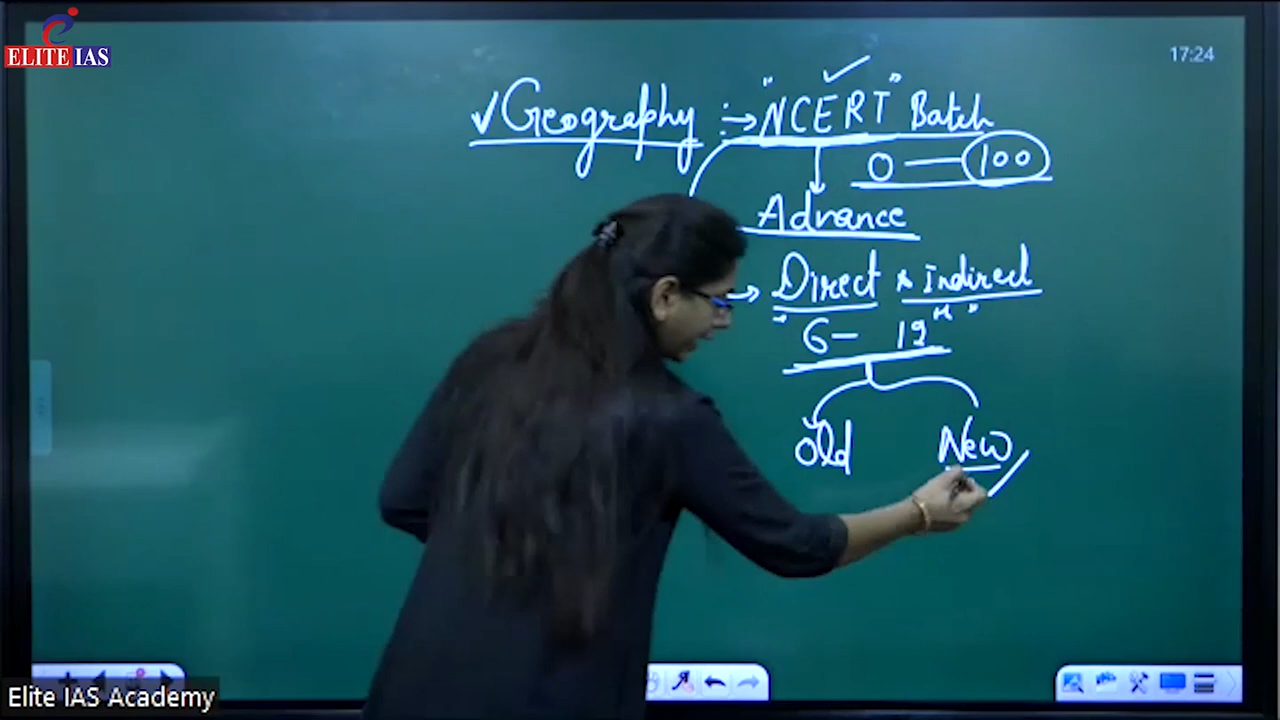 ELITE IAS
17:24
✓ Geography :→ "NCERT" Batch
0 — 100
Advance
→ Direct & Indirect
" 6 - 12th "
Old New
Elite IAS Academy